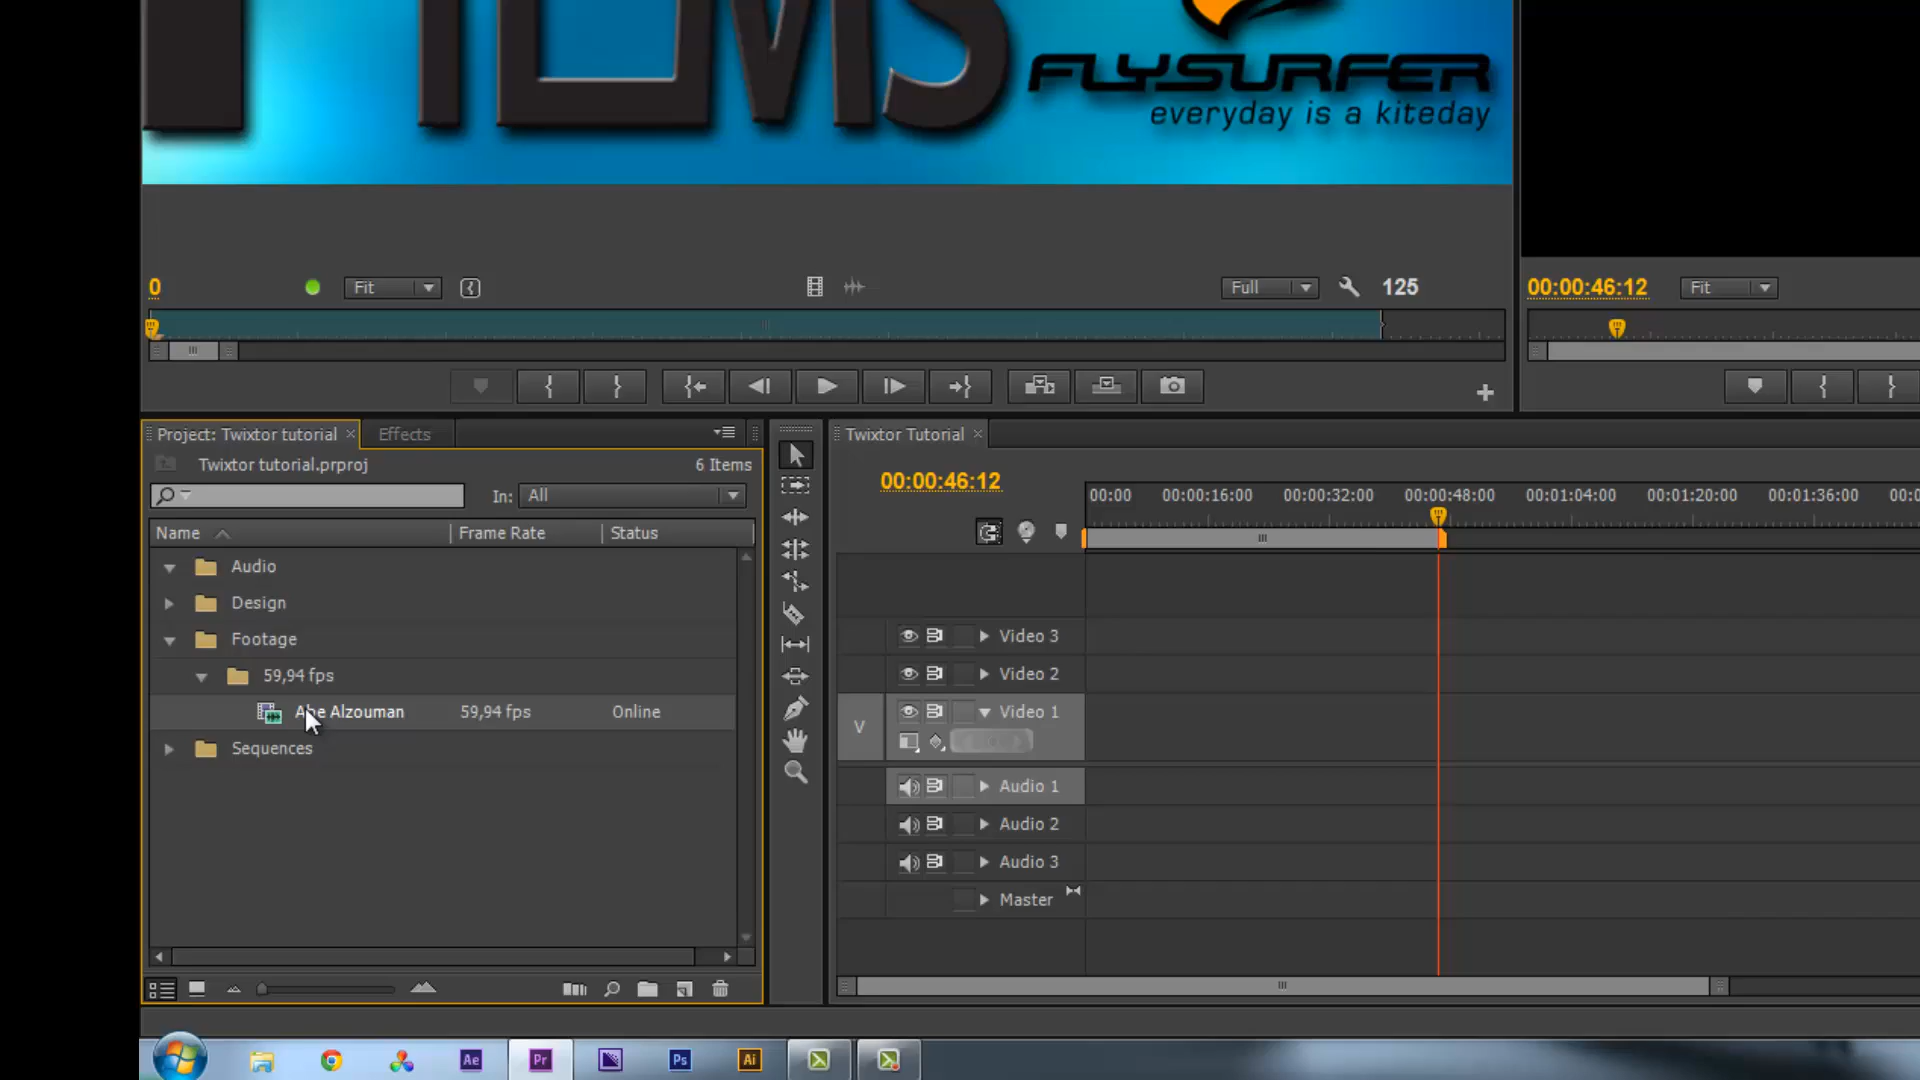 FILMS
FLYSURFER
everyday is a kiteday
0
Fit
Full
125
00:00:46:12
Fit
Project: Twixtor tutorial
Effects
Twixtor tutorial.prproj
6 Items
In: All
Name
Frame Rate
Status
Audio
Design
Footage
59,94 fps
Abe Alzouman
59,94 fps
Online
Sequences
Twixtor Tutorial
00:00:46:12
00:00
00:00:16:00
00:00:32:00
00:00:48:00
00:01:04:00
00:01:20:00
00:01:36:00
00:0
Video 3
Video 2
V
Video 1
Audio 1
Audio 2
Audio 3
Master
Ae
Pr
Ps
Ai